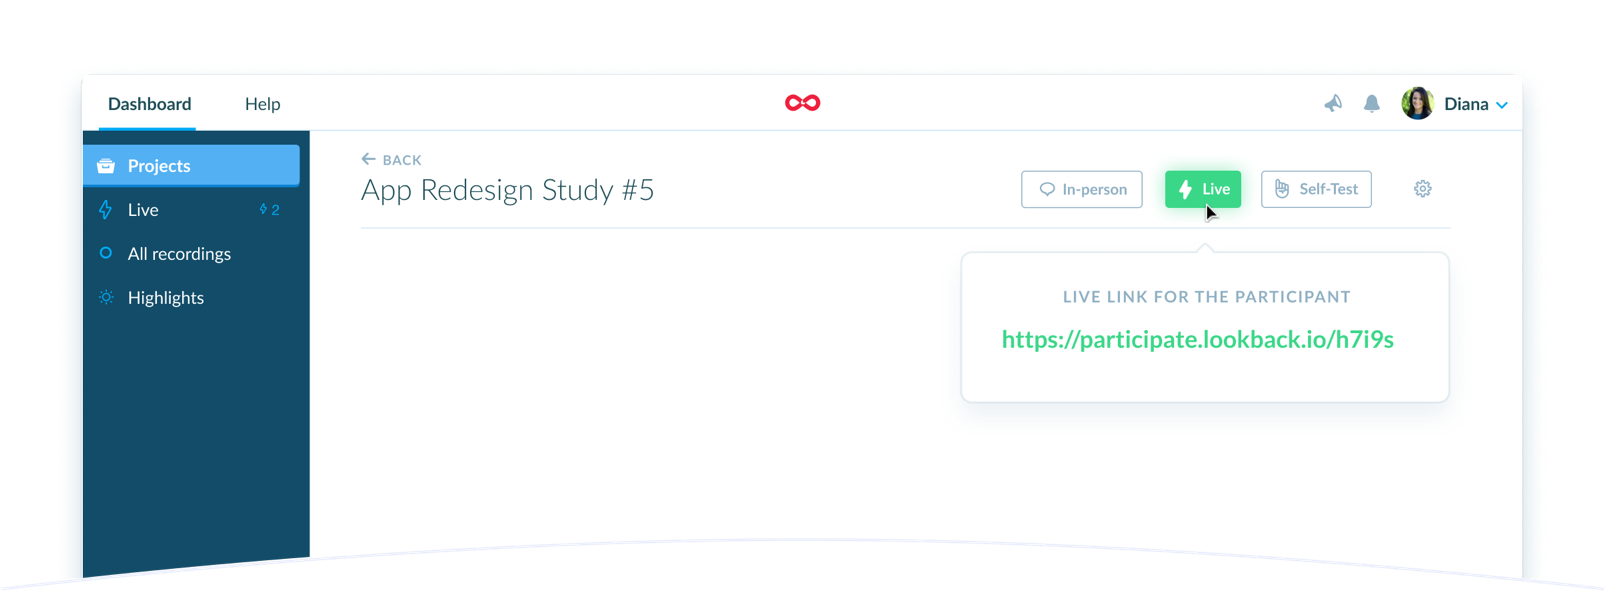 Dashboard
Help
Diana
Projects
Live
2
All recordings
Highlights
BACK
App Redesign Study #5
In-person
Live
Self-Test
LIVE LINK FOR THE PARTICIPANT
https://participate.lookback.io/h7i9s